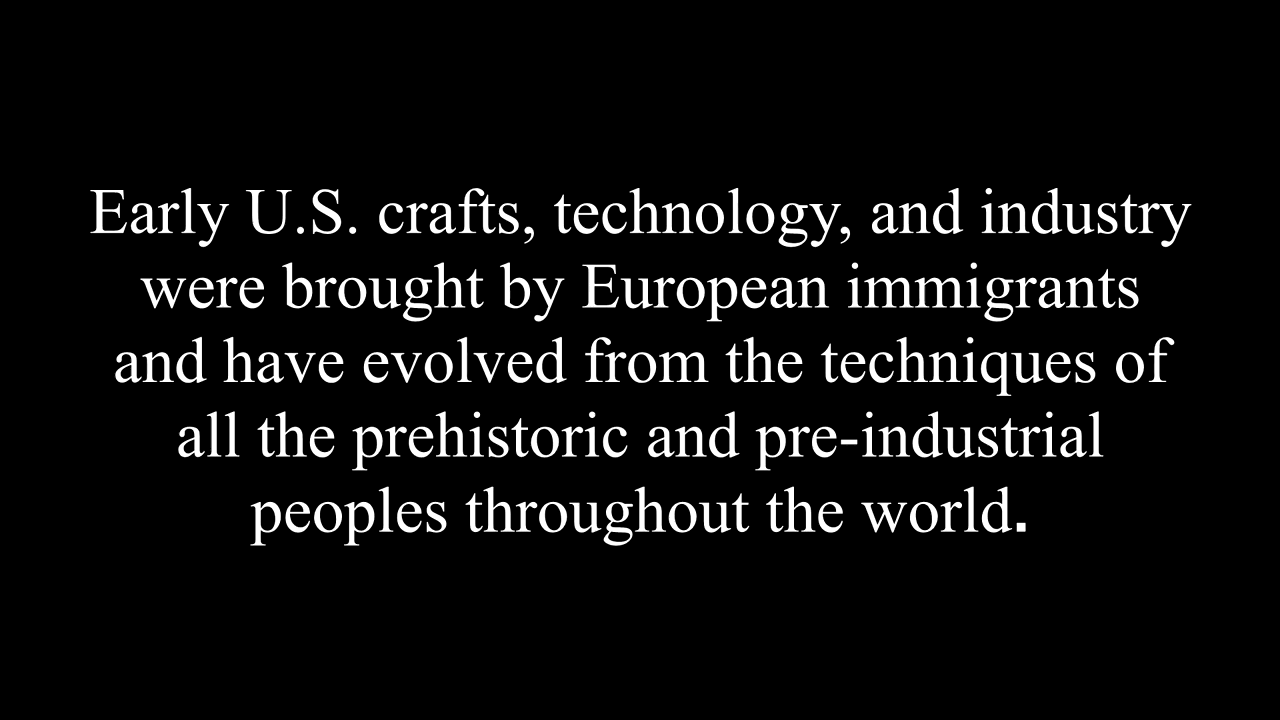 Early U.S. crafts, technology, and industry
were brought by European immigrants
and have evolved from the techniques of
all the prehistoric and pre-industrial
peoples throughout the world.